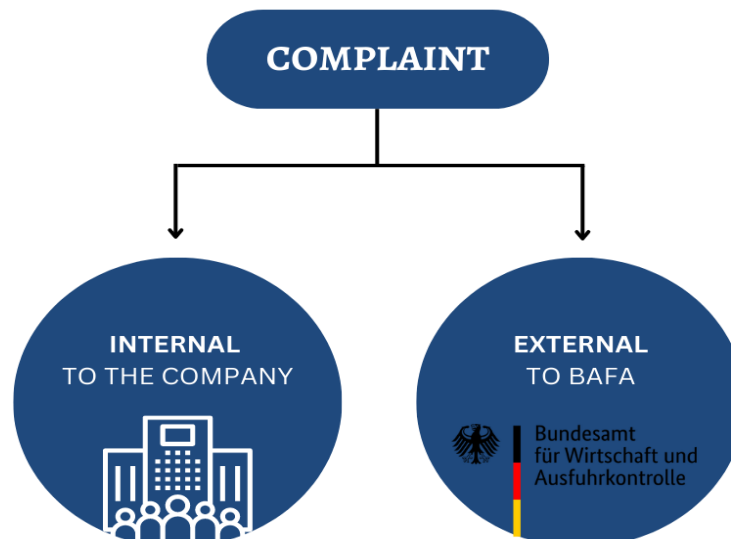 COMPLAINT
INTERNAL
TO THE COMPANY
EXTERNAL
TO BAFA
Bundesamt
für Wirtschaft und
Ausfuhrkontrolle